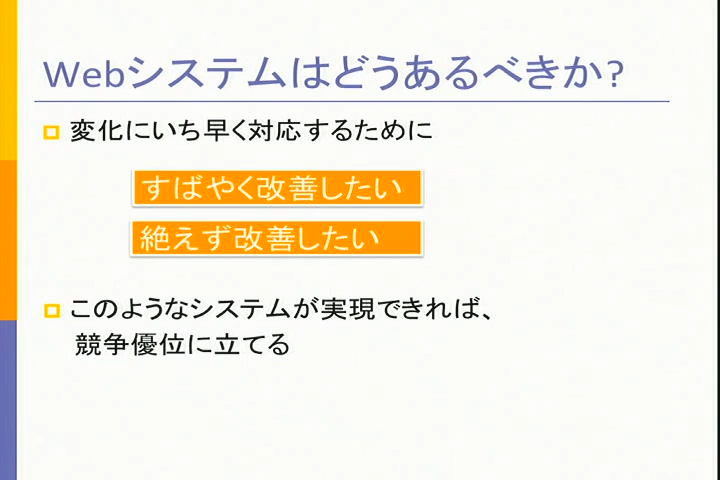 Webシステムはどうあるべきか?
変化にいち早く対応するために
すばやく改善したい
絶えず改善したい
このようなシステムが実現できれば、
競争優位に立てる